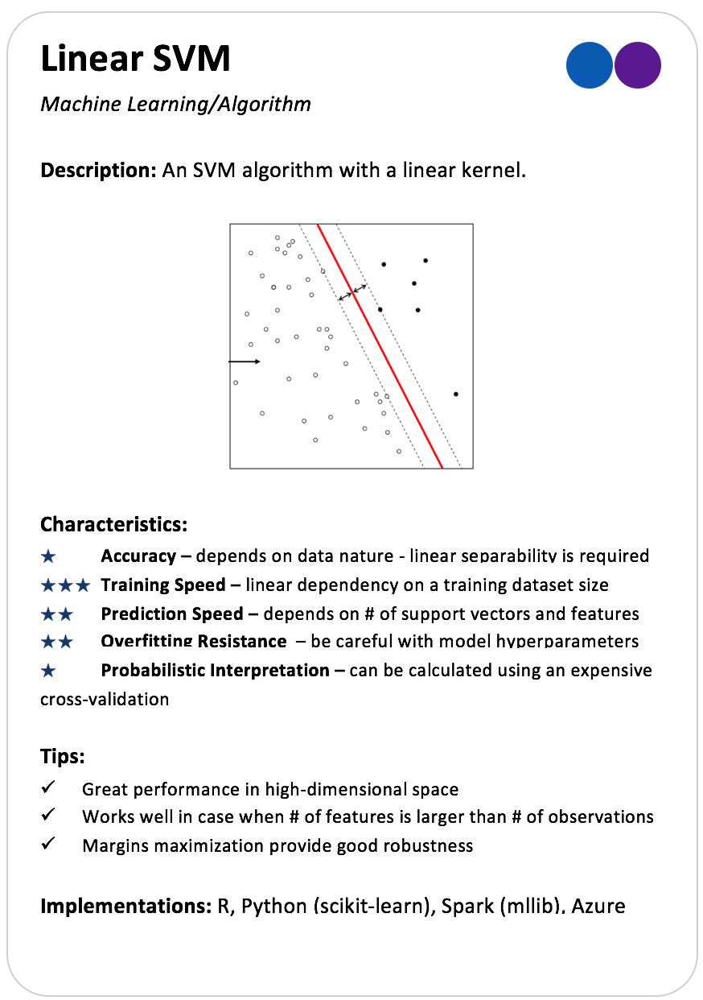 Linear SVM
Machine Learning/Algorithm
Description: An SVM algorithm with a linear kernel.
Characteristics:
★ Accuracy – depends on data nature - linear separability is required
★★★ Training Speed – linear dependency on a training dataset size
★★ Prediction Speed – depends on # of support vectors and features
★★ Overfitting Resistance – be careful with model hyperparameters
★ Probabilistic Interpretation – can be calculated using an expensive
cross-validation
Tips:
✓ Great performance in high-dimensional space
✓ Works well in case when # of features is larger than # of observations
✓ Margins maximization provide good robustness
Implementations: R, Python (scikit-learn), Spark (mllib), Azure